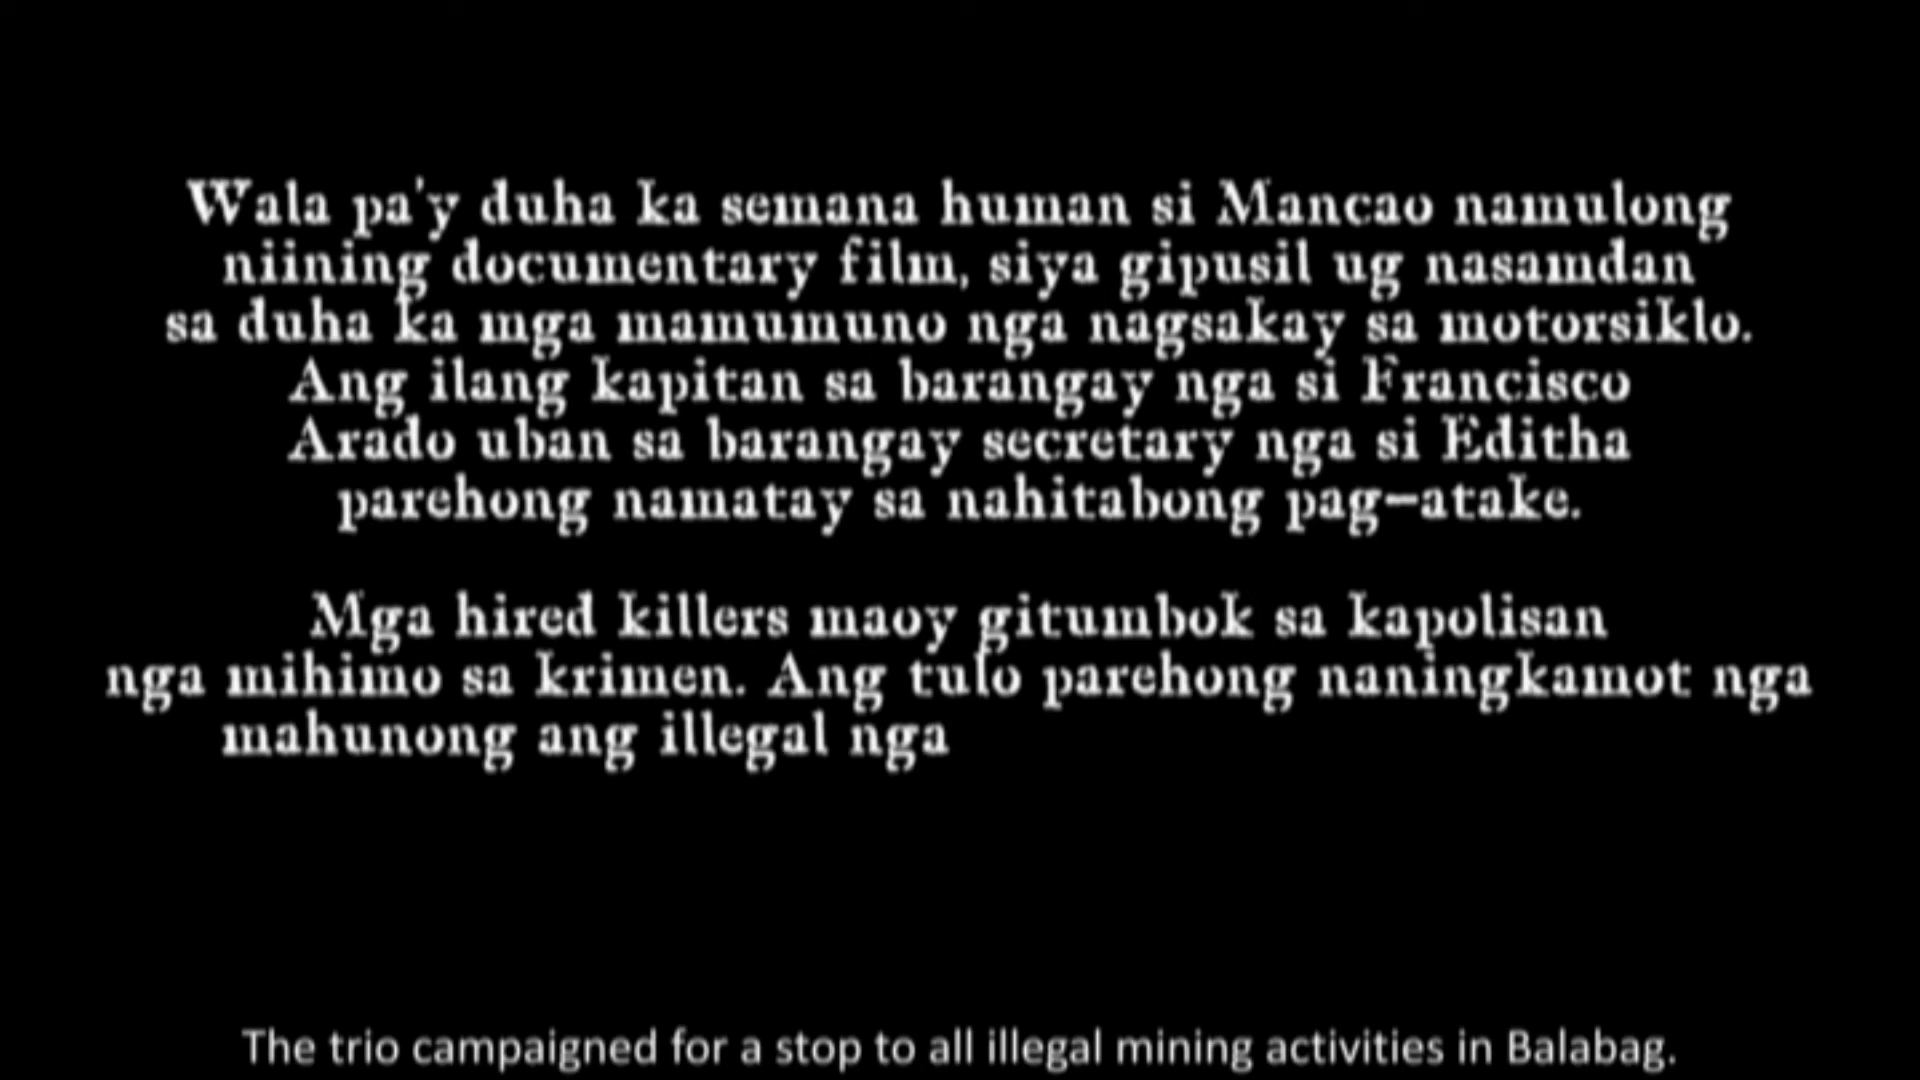 Wala pa'y duha ka semana human si Mancao namulong
niining documentary film, siya gipusil ug nasamdan
sa duha ka mga mamumuno nga nagsakay sa motorsiklo.
Ang ilang kapitan sa barangay nga si Francisco
Arado uban sa barangay secretary nga si Editha
parehong namatay sa nahitabong pag-atake.
Mga hired killers maoy gitumbok sa kapolisan
nga mihimo sa krimen. Ang tulo parehong naningkamot nga
mahunong ang illegal nga
The trio campaigned for a stop to all illegal mining activities in Balabag.